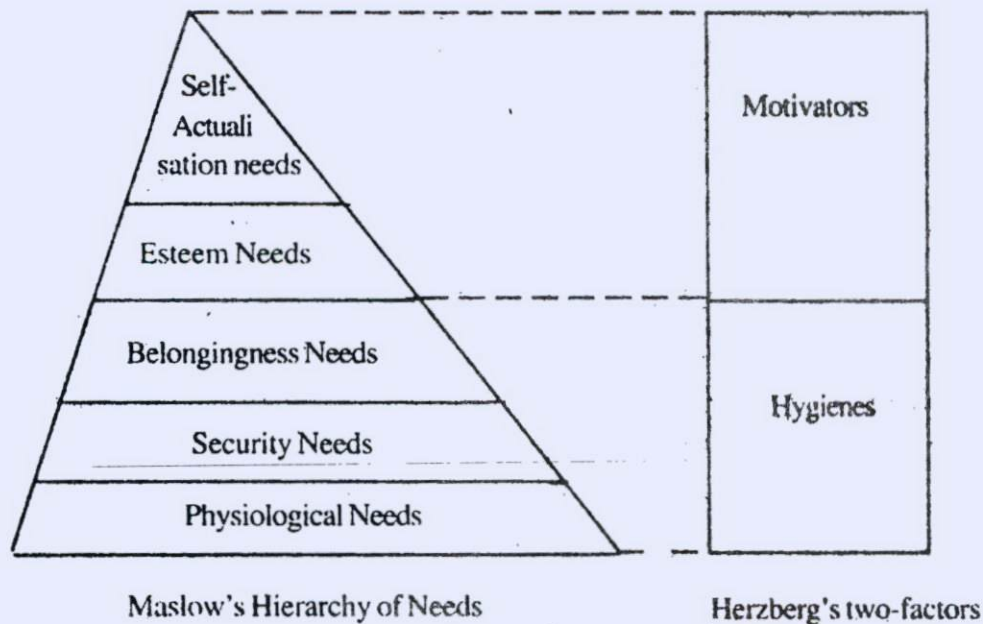 Self-
Actuali
sation needs
Motivators
Esteem Needs
Belongingness Needs
Hygienes
Security Needs
Physiological Needs
Maslow's Hierarchy of Needs
Herzberg's two-factors